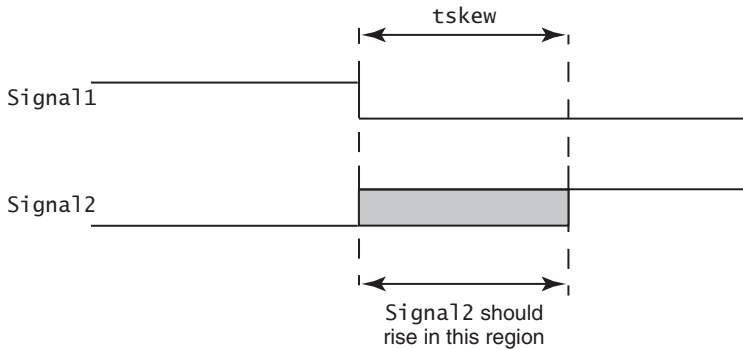 tskew
Signal1
Signal2
Signal2 should
rise in this region